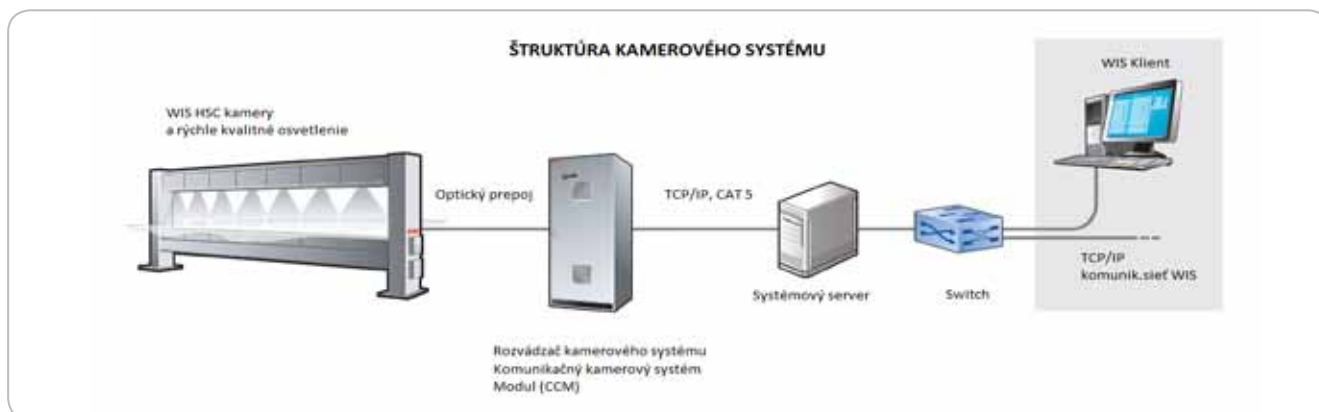 ŠTRUKTÚRA KAMEROVÉHO SYSTÉMU
WIS Klient
WIS HSC kamery
a rýchle kvalitné osvetlenie
Optický prepoj
TCP/IP, CAT 5
TCP/IP
komunik.sieť WIS
Systémový server
Switch
Rozvádzač kamerového systému
Komunikačný kamerový systém
Modul (CCM)